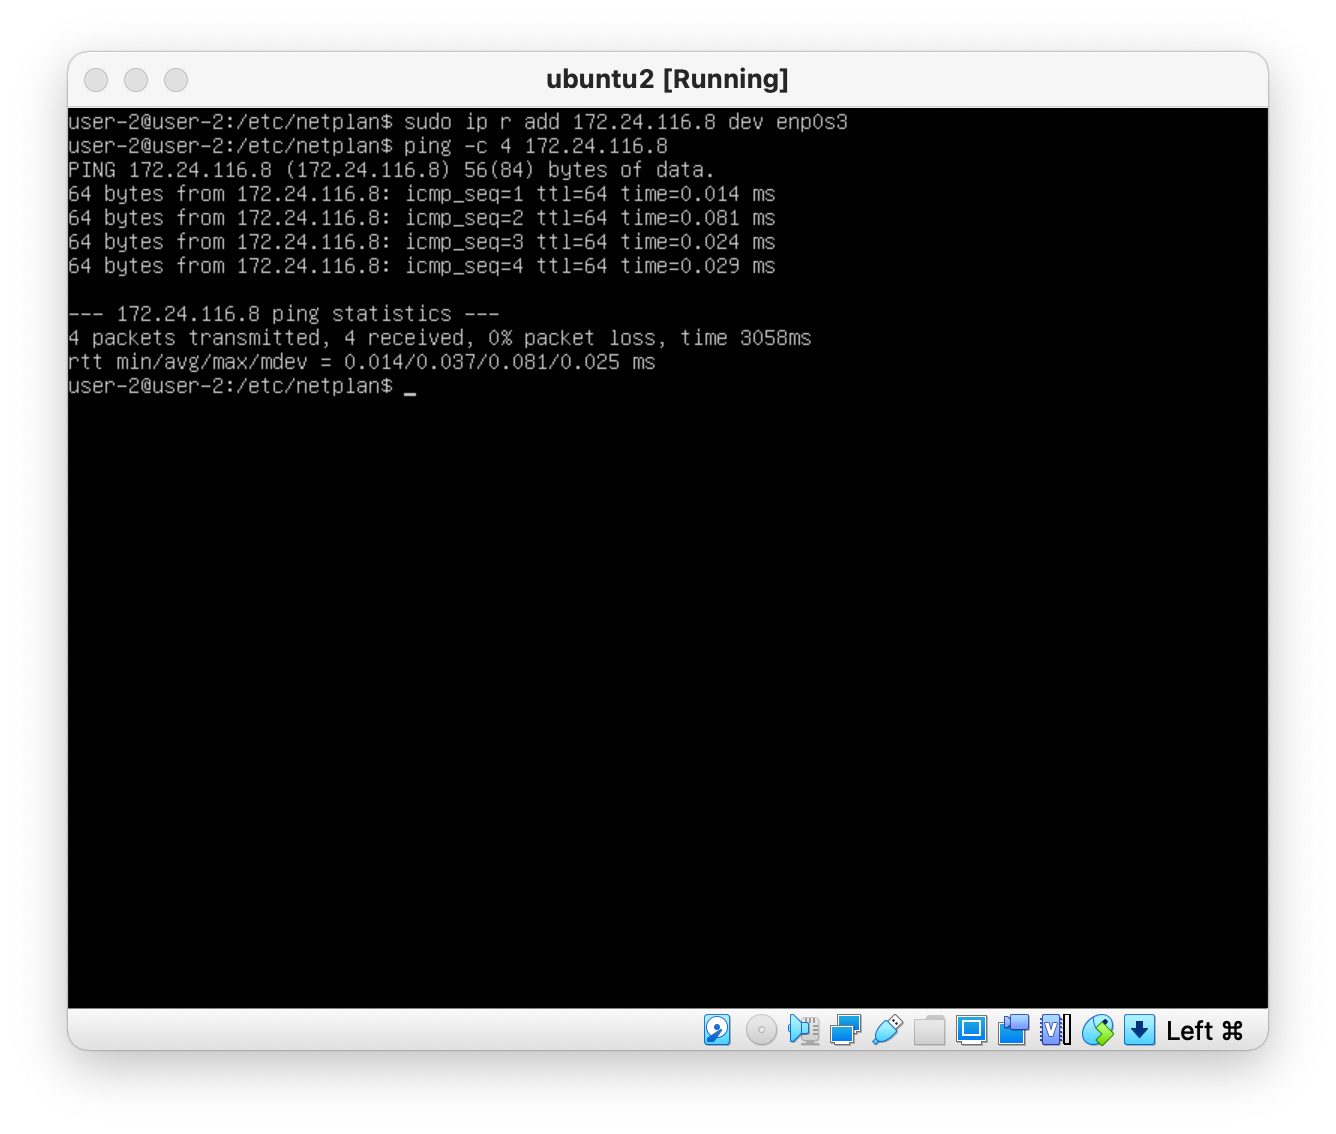 ubuntu2 [Running]
user-2@user-2:/etc/netplan$ sudo ip r add 172.24.116.8 dev enp0s3
user-2@user-2:/etc/netplan$ ping -c 4 172.24.116.8
PING 172.24.116.8 (172.24.116.8) 56(84) bytes of data.
64 bytes from 172.24.116.8: icmp_seq=1 ttl=64 time=0.014 ms
64 bytes from 172.24.116.8: icmp_seq=2 ttl=64 time=0.081 ms
64 bytes from 172.24.116.8: icmp_seq=3 ttl=64 time=0.024 ms
64 bytes from 172.24.116.8: icmp_seq=4 ttl=64 time=0.029 ms
--- 172.24.116.8 ping statistics ---
4 packets transmitted, 4 received, 0% packet loss, time 3058ms
rtt min/avg/max/mdev = 0.014/0.037/0.081/0.025 ms
user-2@user-2:/etc/netplan$ _
V
Left ⌘